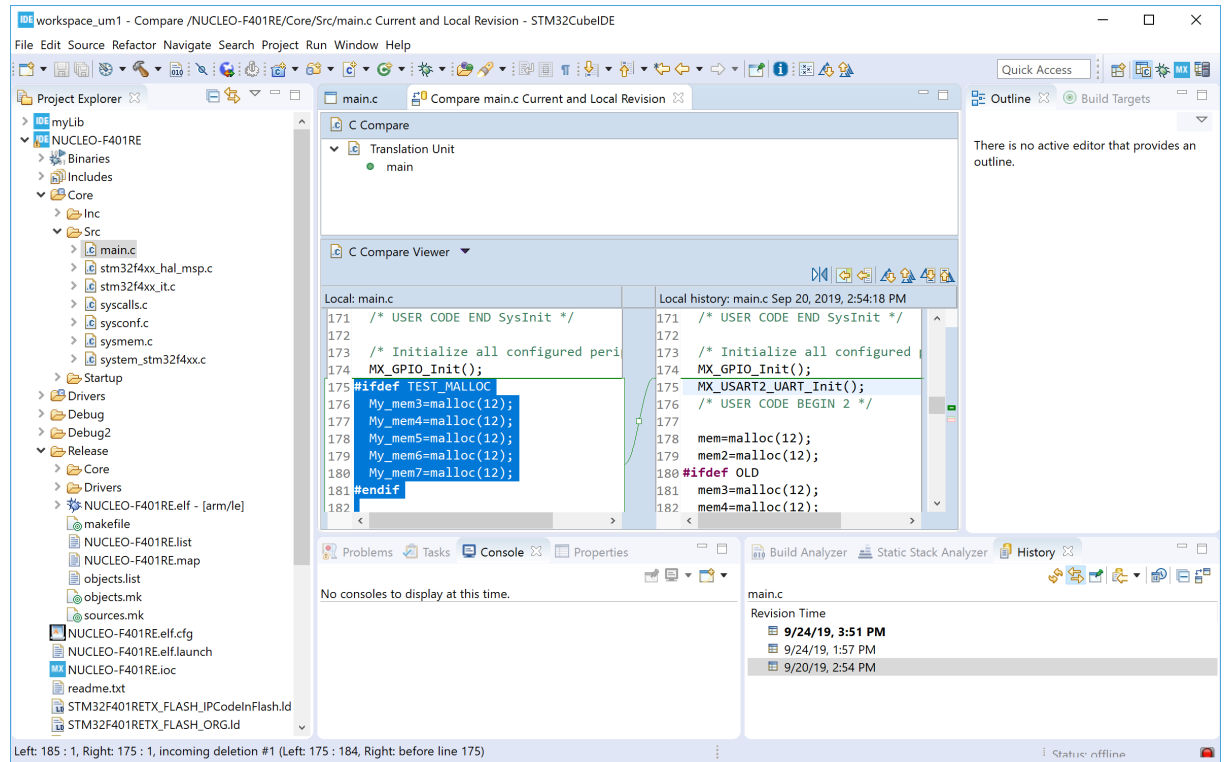 IDE workspace_um1 - Compare /NUCLEO-F401RE/Core/Src/main.c Current and Local Revision - STM32CubeIDE
File Edit Source Refactor Navigate Search Project Run Window Help
Quick Access
Project Explorer
IDE myLib
NUCLEO-F401RE
Binaries
Includes
Core
Inc
Src
main.c
stm32f4xx_hal_msp.c
stm32f4xx_it.c
syscalls.c
sysconf.c
sysmem.c
system_stm32f4xx.c
Startup
Drivers
Debug
Debug2
Release
Core
Drivers
NUCLEO-F401RE.elf - [arm/le]
makefile
NUCLEO-F401RE.list
NUCLEO-F401RE.map
objects.list
objects.mk
sources.mk
NUCLEO-F401RE.elf.cfg
NUCLEO-F401RE.elf.launch
MX NUCLEO-F401RE.ioc
readme.txt
STM32F401RETX_FLASH_IPCodeInFlash.ld
STM32F401RETX_FLASH_ORG.ld
main.c
Compare main.c Current and Local Revision
C Compare
Translation Unit
main
C Compare Viewer
Local: main.c
171 /* USER CODE END SysInit */
172
173 /* Initialize all configured peri
174 MX_GPIO_Init();
175 #ifdef TEST_MALLOC
176 My_mem3=malloc(12);
177 My_mem4=malloc(12);
178 My_mem5=malloc(12);
179 My_mem6=malloc(12);
180 My_mem7=malloc(12);
181 #endif
182
Local history: main.c Sep 20, 2019, 2:54:18 PM
171 /* USER CODE END SysInit */
172
173 /* Initialize all configured p
174 MX_GPIO_Init();
175 MX_USART2_UART_Init();
176 /* USER CODE BEGIN 2 */
177
178 mem=malloc(12);
179 mem2=malloc(12);
180 #ifdef OLD
181 mem3=malloc(12);
182 mem4=malloc(12);
Outline
Build Targets
There is no active editor that provides an
outline.
Problems
Tasks
Console
Properties
No consoles to display at this time.
Build Analyzer
Static Stack Analyzer
History
main.c
Revision Time
9/24/19, 3:51 PM
9/24/19, 1:57 PM
9/20/19, 2:54 PM
Left: 185 : 1, Right: 175 : 1, incoming deletion #1 (Left: 175 : 184, Right: before line 175)
Status: offline